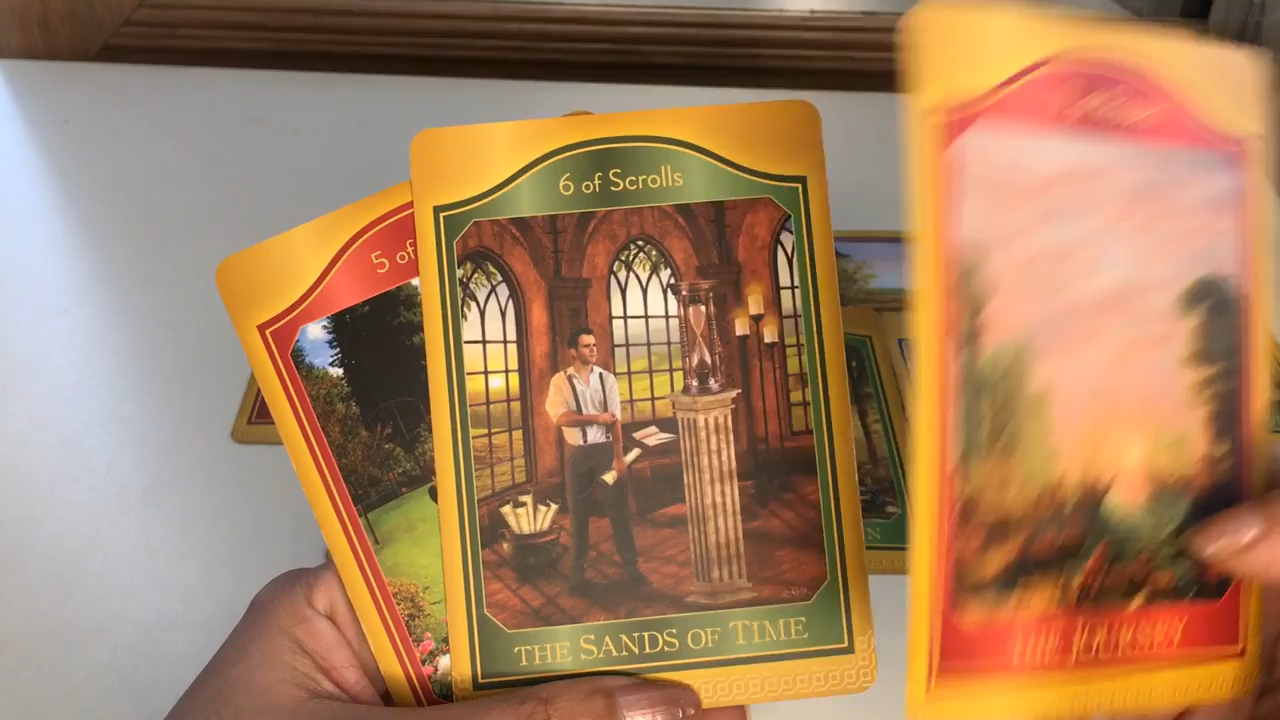 5 of
6 of Scrolls
THE SANDS OF TIME
THE JOURNEY
N